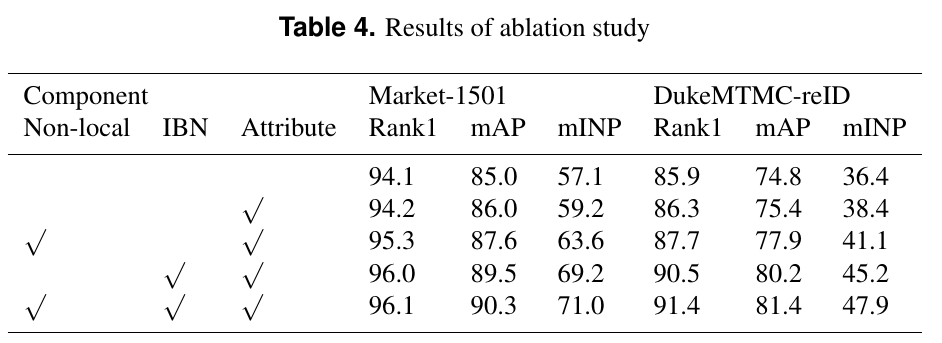 Table 4. Results of ablation study
Component Market-1501 DukeMTMC-reID
Non-local IBN Attribute Rank1 mAP mINP Rank1 mAP mINP
94.1 85.0 57.1 85.9 74.8 36.4
√ 94.2 86.0 59.2 86.3 75.4 38.4
√ √ 95.3 87.6 63.6 87.7 77.9 41.1
√ √ 96.0 89.5 69.2 90.5 80.2 45.2
√ √ √ 96.1 90.3 71.0 91.4 81.4 47.9